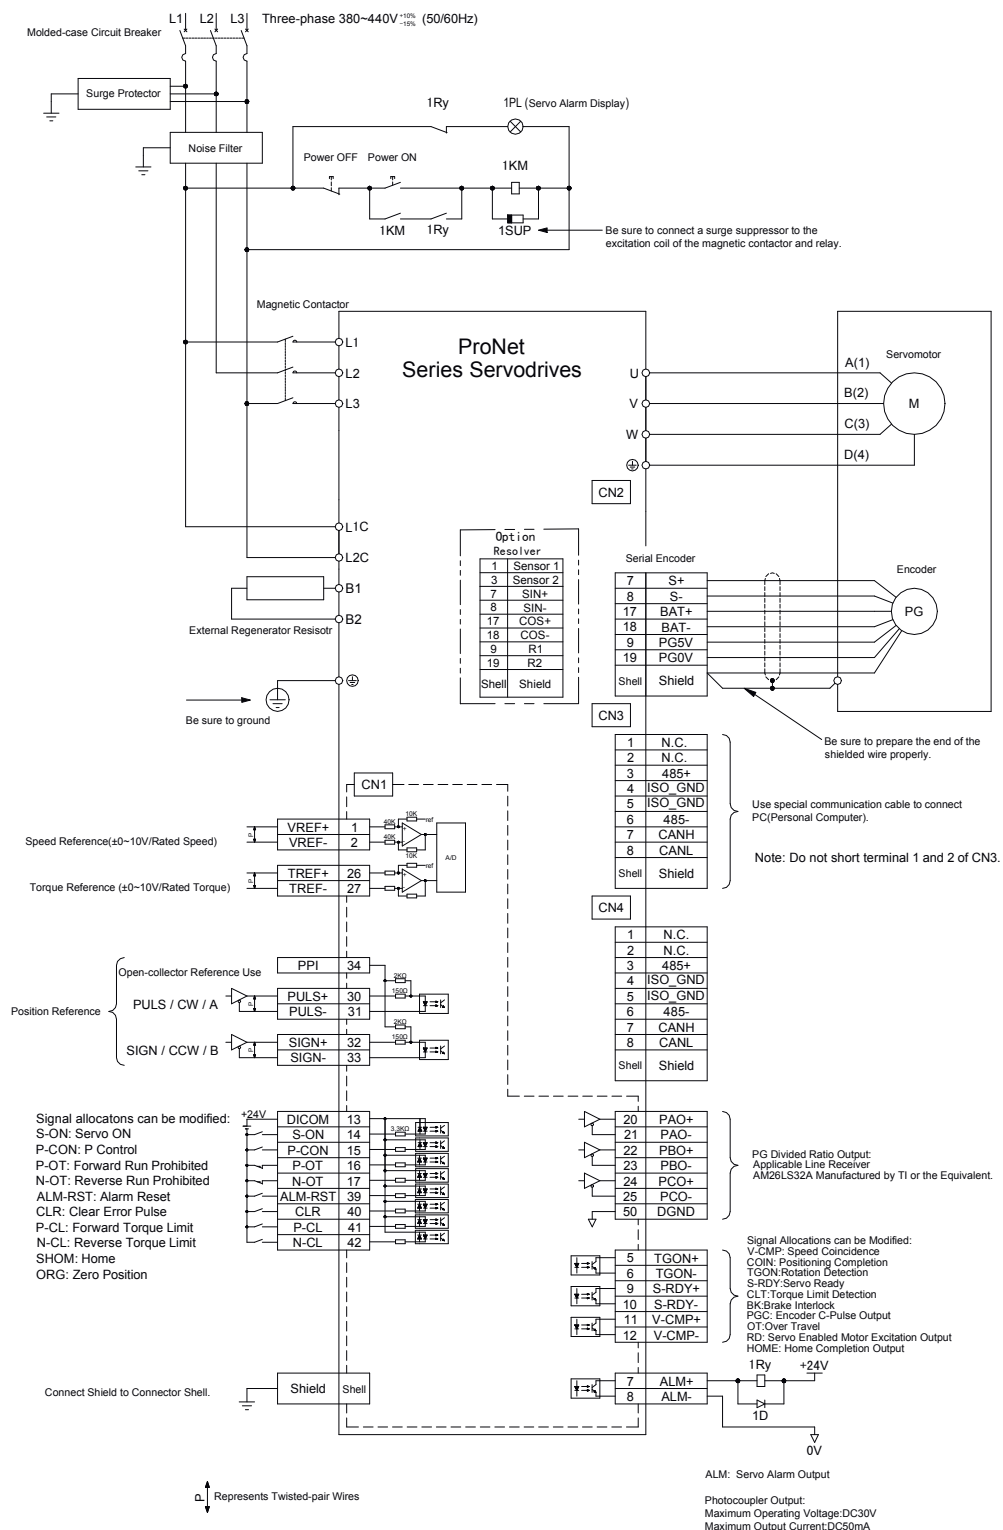 L1 L2 L3 Three-phase 380~440V +10% -15% (50/60Hz)
Molded-case Circuit Breaker
Surge Protector
Noise Filter
1Ry 1PL (Servo Alarm Display)
Power OFF Power ON
1KM
1KM 1Ry 1SUP
Be sure to connect a surge suppressor to the
excitation coil of the magnetic contactor and relay.
Magnetic Contactor
ProNet
Series Servodrives
L1
L2
L3
U
V
W
A(1)
B(2)
C(3)
D(4)
Servomotor
M
CN2
L1C
L2C
B1
B2
External Regenerator Resisotr
Be sure to ground
Option
Resolver
1 Sensor 1
3 Sensor 2
7 SIN+
8 SIN-
17 COS+
18 COS-
9 R1
19 R2
Shell Shield
Serial Encoder
7 S+
8 S-
17 BAT+
18 BAT-
9 PG5V
19 PG0V
Shell Shield
Encoder
PG
Be sure to prepare the end of the
shielded wire properly.
CN3
1 N.C.
2 N.C.
3 485+
4 ISO_GND
5 ISO_GND
6 485-
7 CANH
8 CANL
Shell Shield
Use special communication cable to connect
PC(Personal Computer).
Note: Do not short terminal 1 and 2 of CN3.
CN4
1 N.C.
2 N.C.
3 485+
4 ISO_GND
5 ISO_GND
6 485-
7 CANH
8 CANL
Shell Shield
CN1
Speed Reference(±0~10V/Rated Speed)
P
VREF+ 1
VREF- 2
40K
40K
10K
10K
ref
A/D
Torque Reference (±0~10V/Rated Torque)
P
TREF+ 26
TREF- 27
ref
Position Reference
Open-collector Reference Use
PPI 34
PULS / CW / A
P
PULS+ 30
PULS- 31
2KΩ
150Ω
SIGN / CCW / B
P
SIGN+ 32
SIGN- 33
2KΩ
150Ω
Signal allocatons can be modified:
S-ON: Servo ON
P-CON: P Control
P-OT: Forward Run Prohibited
N-OT: Reverse Run Prohibited
ALM-RST: Alarm Reset
CLR: Clear Error Pulse
P-CL: Forward Torque Limit
N-CL: Reverse Torque Limit
SHOM: Home
ORG: Zero Position
+24V
DICOM 13
S-ON 14
P-CON 15
P-OT 16
N-OT 17
ALM-RST 39
CLR 40
P-CL 41
N-CL 42
3.3KΩ
20 PAO+
21 PAO-
22 PBO+
23 PBO-
24 PCO+
25 PCO-
50 DGND
PG Divided Ratio Output:
Applicable Line Receiver
AM26LS32A Manufactured by TI or the Equivalent.
5 TGON+
6 TGON-
9 S-RDY+
10 S-RDY-
11 V-CMP+
12 V-CMP-
Signal Allocations can be Modified:
V-CMP: Speed Coincidence
COIN: Positioning Completion
TGON:Rotation Detection
S-RDY:Servo Ready
CLT:Torque Limit Detection
BK:Brake Interlock
PGC: Encoder C-Pulse Output
OT:Over Travel
RD: Servo Enabled Motor Excitation Output
HOME: Home Completion Output
Connect Shield to Connector Shell.
Shield Shell
7 ALM+
8 ALM-
1Ry +24V
1D
0V
ALM: Servo Alarm Output
P Represents Twisted-pair Wires
Photocoupler Output:
Maximum Operating Voltage:DC30V
Maximum Output Current:DC50mA